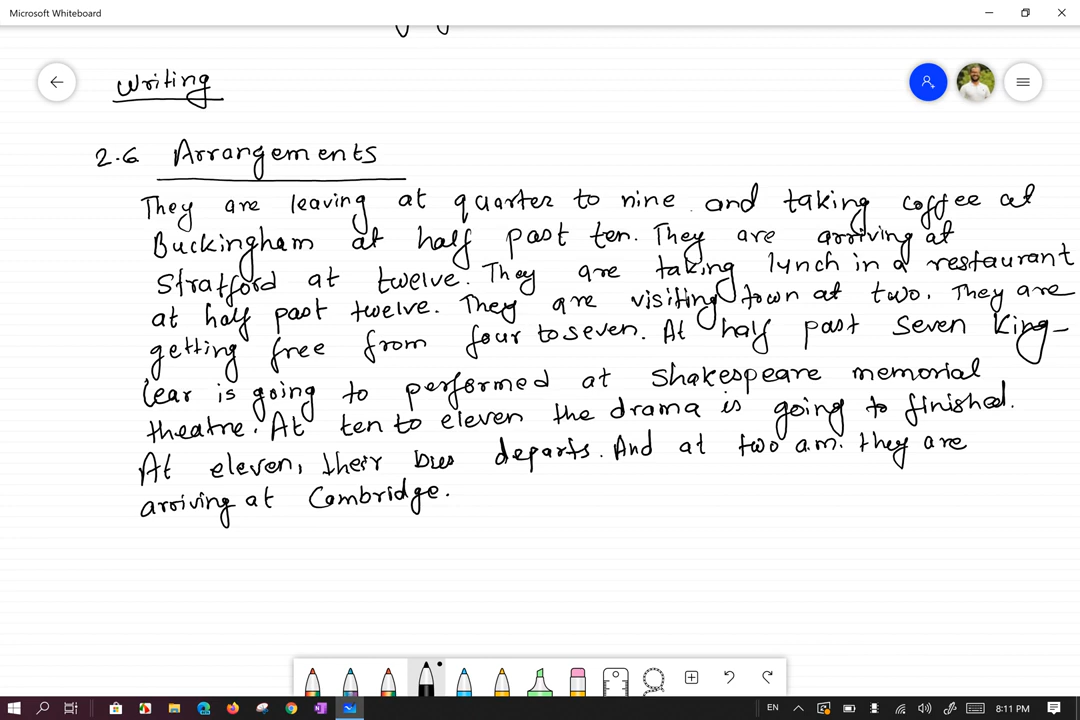 Microsoft Whiteboard
Writing
2.6 Arrangements
They are leaving at quarter to nine and taking coffee at
Buckingham at half past ten. They are arriving at
Stratford at twelve. They are taking lunch in a restaurant
at half past twelve. They are visiting town at two. They are
getting free from four to seven. At half past seven King-
lear is going to performed at Shakespeare memorial
theatre. At ten to eleven the drama is going to finished.
At eleven, their bus departs. And at two a.m. they are
arriving at Cambridge.
EN
8:11 PM